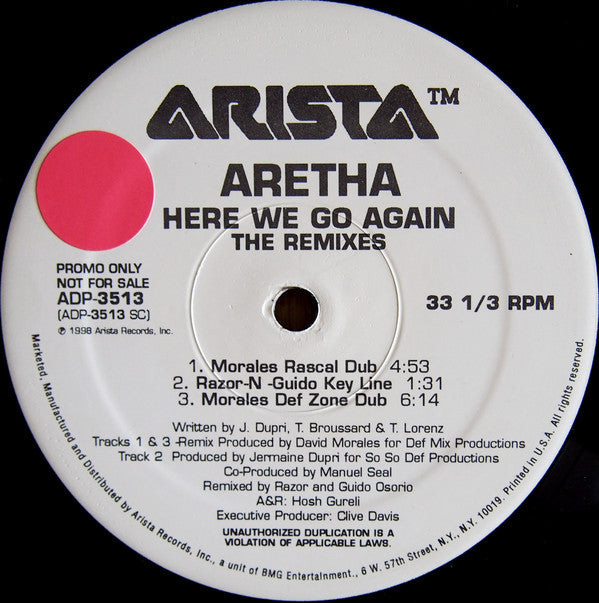 ARISTA™
ARETHA
HERE WE GO AGAIN
THE REMIXES
PROMO ONLY
NOT FOR SALE
ADP-3513
(ADP-3513 SC)
℗ 1998 Arista Records, Inc.
33 1/3 RPM
1. Morales Rascal Dub 4:53
2. Razor-N -Guido Key Line 1:31
3. Morales Def Zone Dub 6:14
Written by J. Dupri, T. Broussard & T. Lorenz
Tracks 1 & 3 -Remix Produced by David Morales for Def Mix Productions
Track 2 Produced by Jermaine Dupri for So So Def Productions
Co-Produced by Manuel Seal
Remixed by Razor and Guido Osorio
A&R: Hosh Gureli
Executive Producer: Clive Davis
UNAUTHORIZED DUPLICATION IS A
VIOLATION OF APPLICABLE LAWS.
Marketed, Manufactured and Distributed by Arista Records, Inc., a unit of BMG Entertainment., 6 W. 57th Street, N.Y., N.Y. 10019. Printed in U.S.A. All rights reserved.